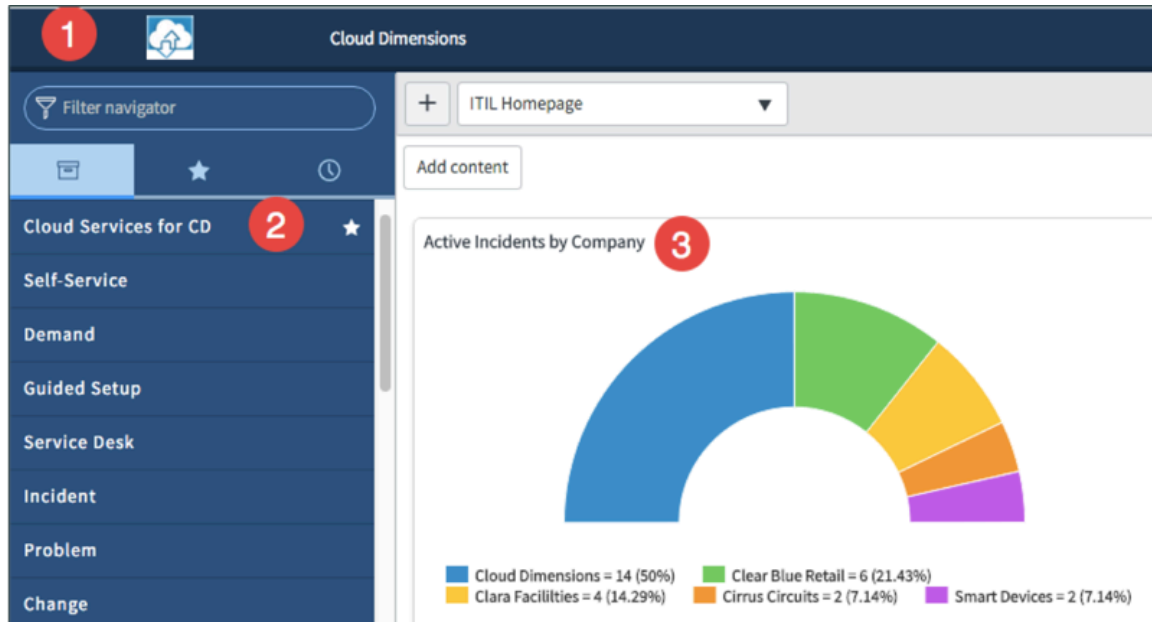 1
Cloud Dimensions
Filter navigator
ITIL Homepage
Add content
Cloud Services for CD
2
Self-Service
Demand
Guided Setup
Service Desk
Incident
Problem
Change
Active Incidents by Company
3
Cloud Dimensions = 14 (50%) Clear Blue Retail = 6 (21.43%)
Clara Facililties = 4 (14.29%) Cirrus Circuits = 2 (7.14%) Smart Devices = 2 (7.14%)